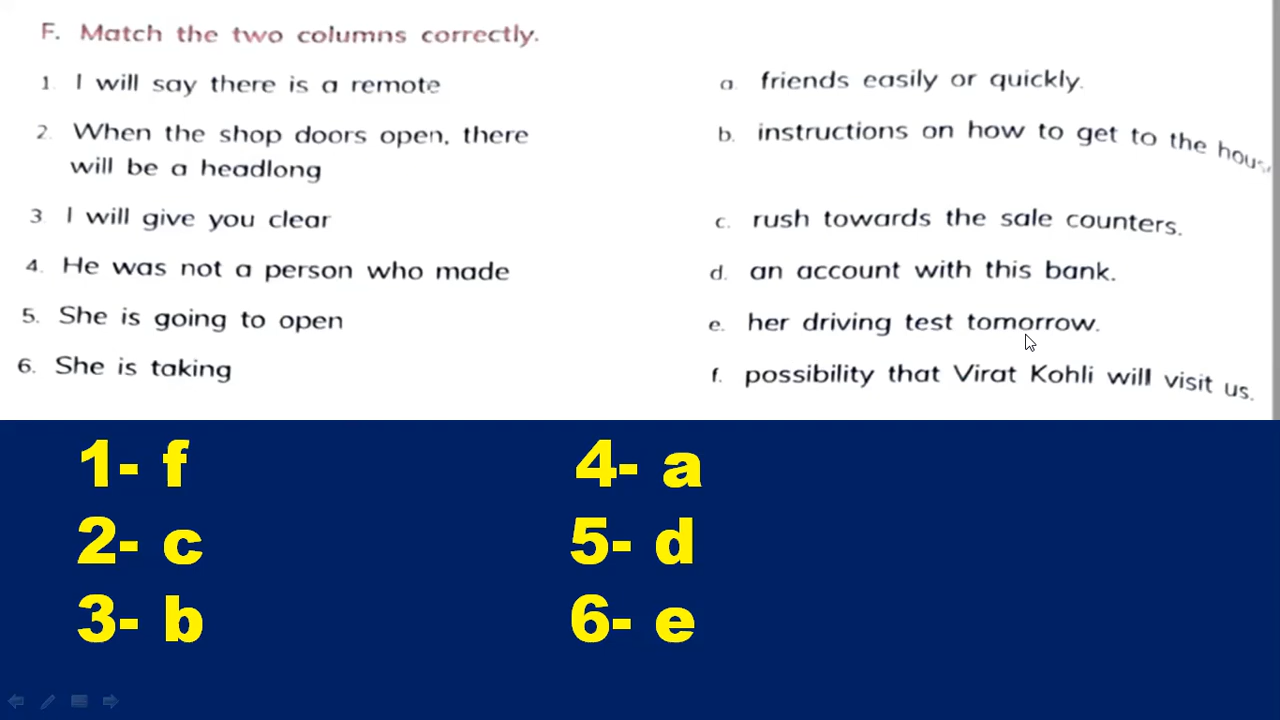 F. Match the two columns correctly.
1. I will say there is a remote
2. When the shop doors open, there
will be a headlong
3 I will give you clear
4. He was not a person who made
5. She is going to open
6. She is taking
a. friends easily or quickly.
b. instructions on how to get to the
c. rush towards the sale counters.
d. an account with this bank.
e. her driving test tomorrow.
f. possibility that Virat Kohli will visit us.
1- f
2- c
3- b
4- a
5- d
6- e